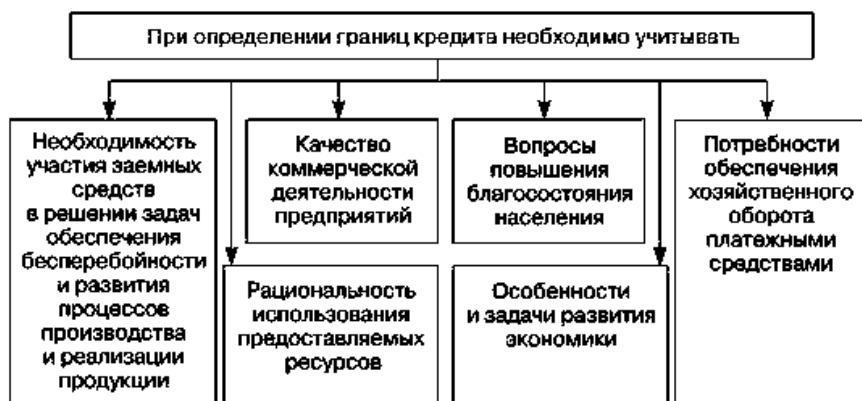 При определении границ кредита необходимо учитывать
Необходимость
участия заемных
средств
в решении задач
обеспечения
бесперебойности
и развития
процессов
производства
и реализации
продукции
Качество
коммерческой
деятельности
предприятий
Вопросы
повышения
благосостояния
населения
Потребности
обеспечения
хозяйственного
оборота
платежными
средствами
Рациональность
использования
предоставляемых
ресурсов
Особенности
и задачи развития
экономики